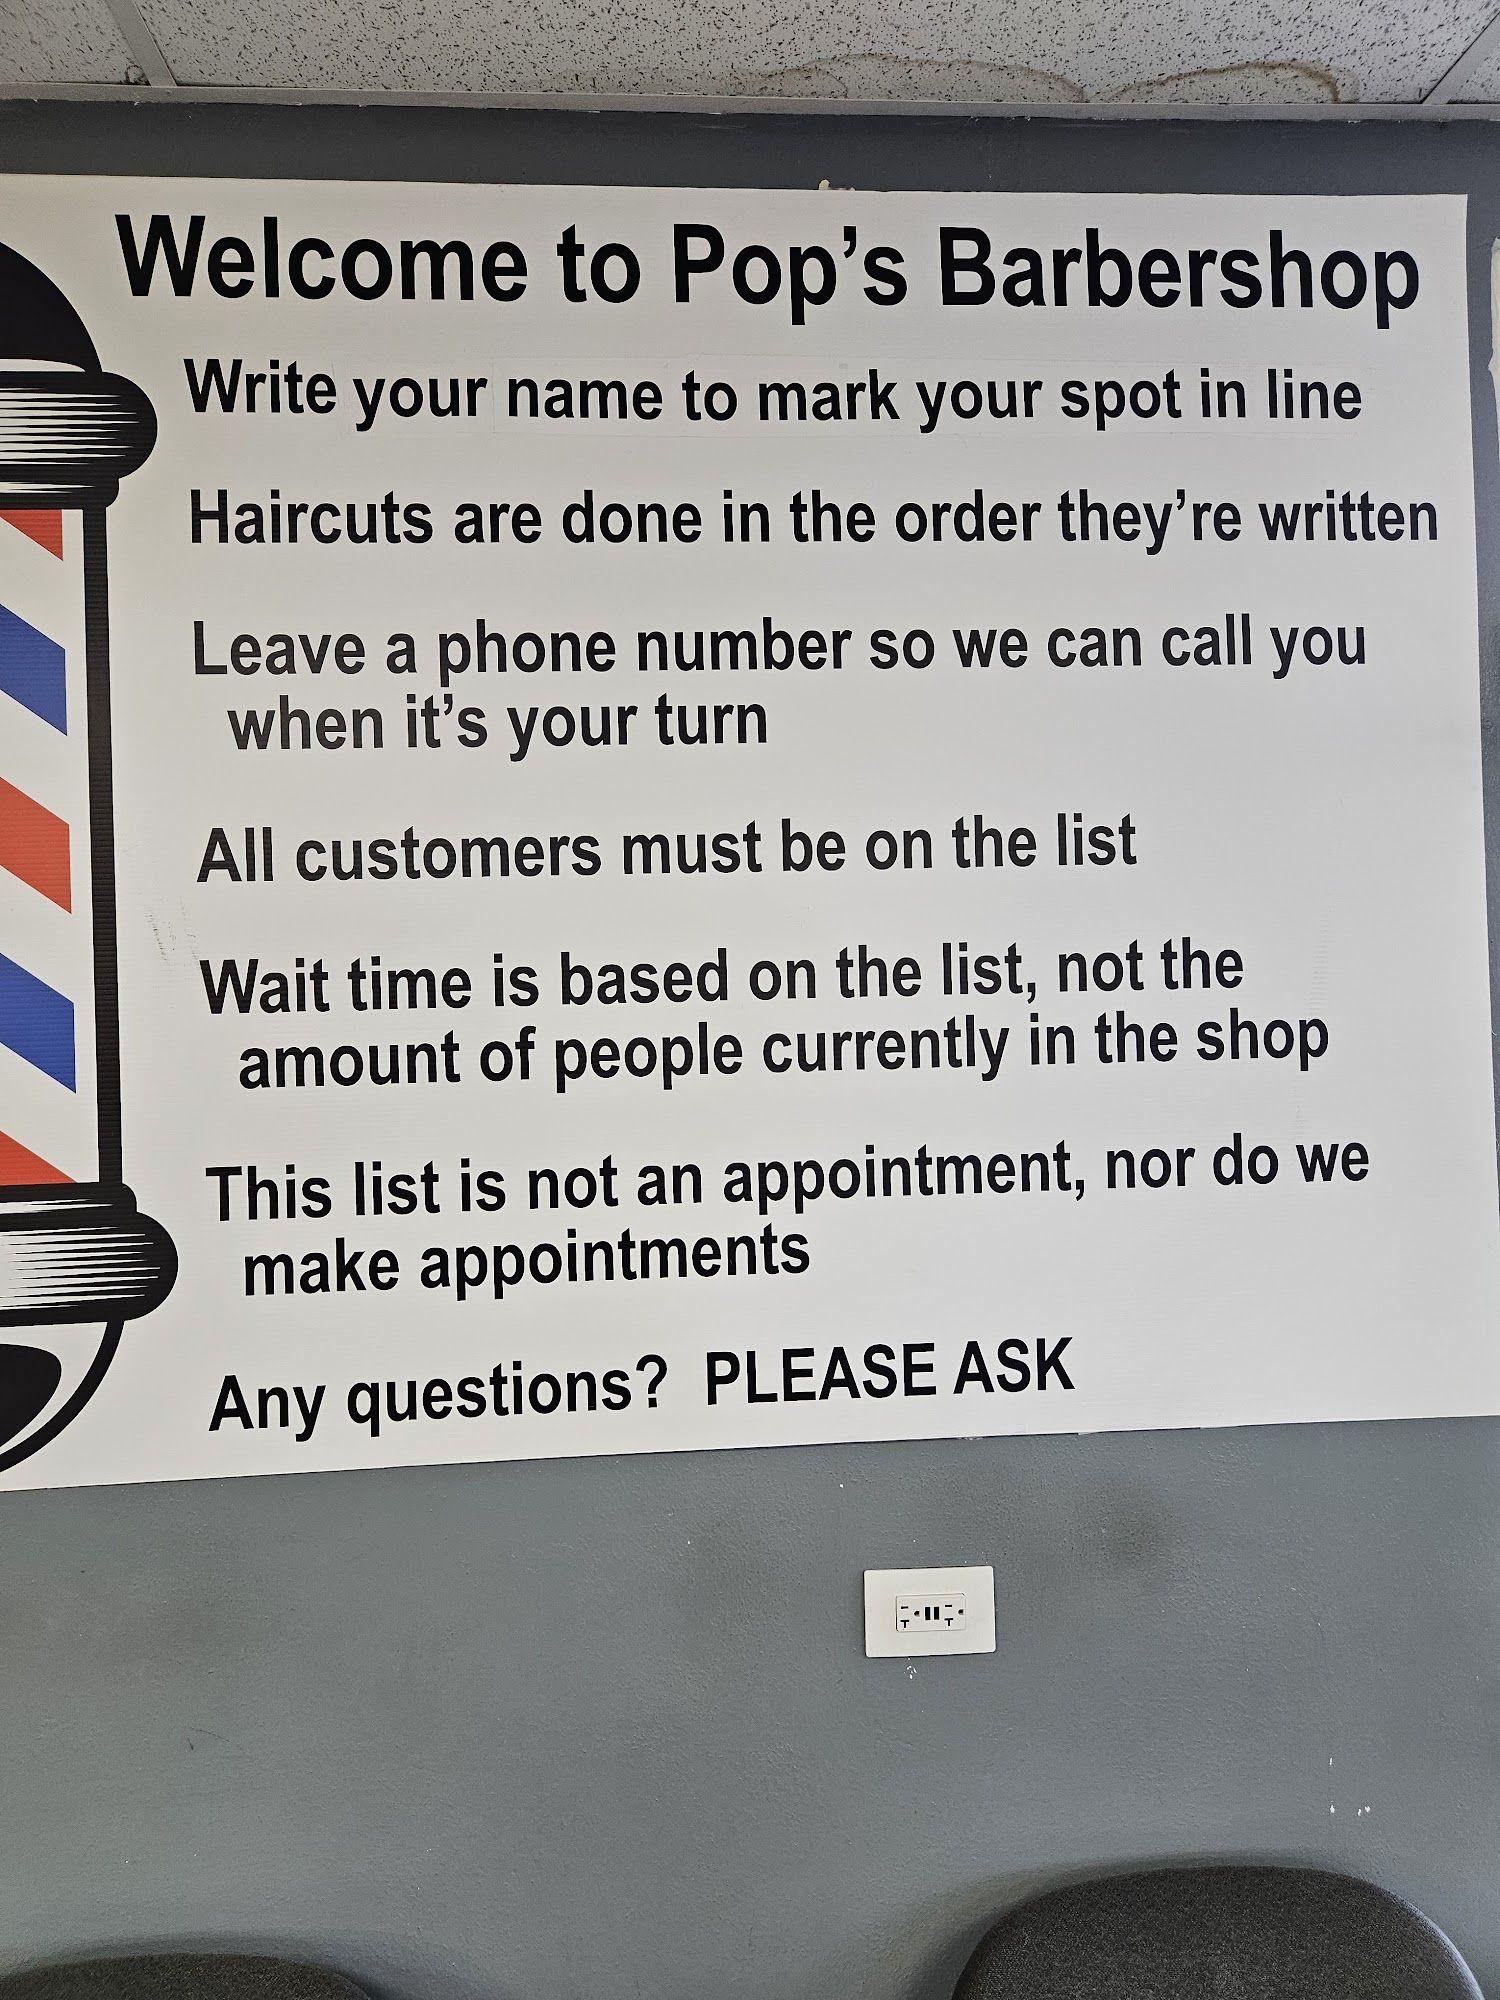 Welcome to Pop's Barbershop
Write your name to mark your spot in line
Haircuts are done in the order they're written
Leave a phone number so we can call you
when it's your turn
All customers must be on the list
Wait time is based on the list, not the
amount of people currently in the shop
This list is not an appointment, nor do we
make appointments
Any questions?  PLEASE ASK